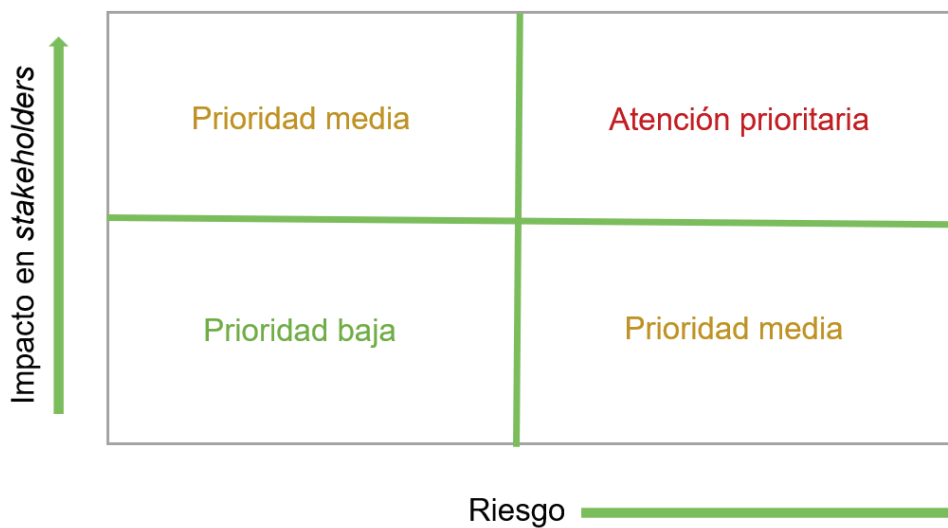 Impacto en stakeholders
Prioridad media
Atención prioritaria
Prioridad baja
Prioridad media
Riesgo